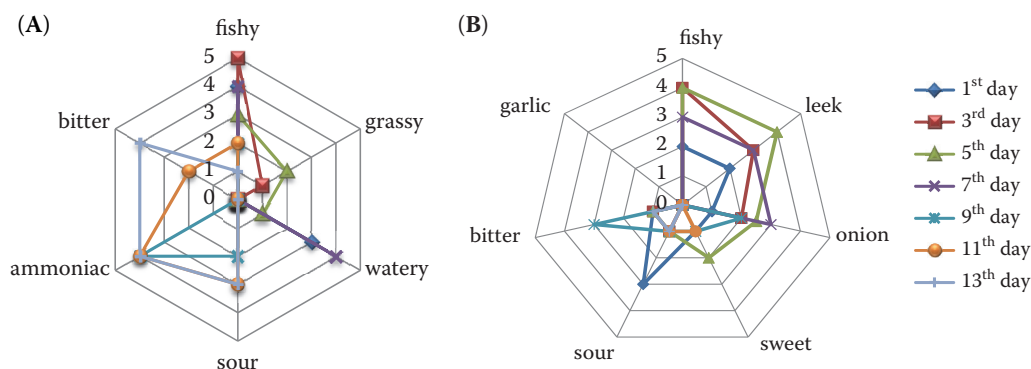 (A)
fishy
5
4
3
2
1
0
bitter
grassy
ammoniac
watery
sour
(B)
fishy
5
4
3
2
1
0
garlic
leek
bitter
onion
sour
sweet
1st day
3rd day
5th day
7th day
9th day
11th day
13th day